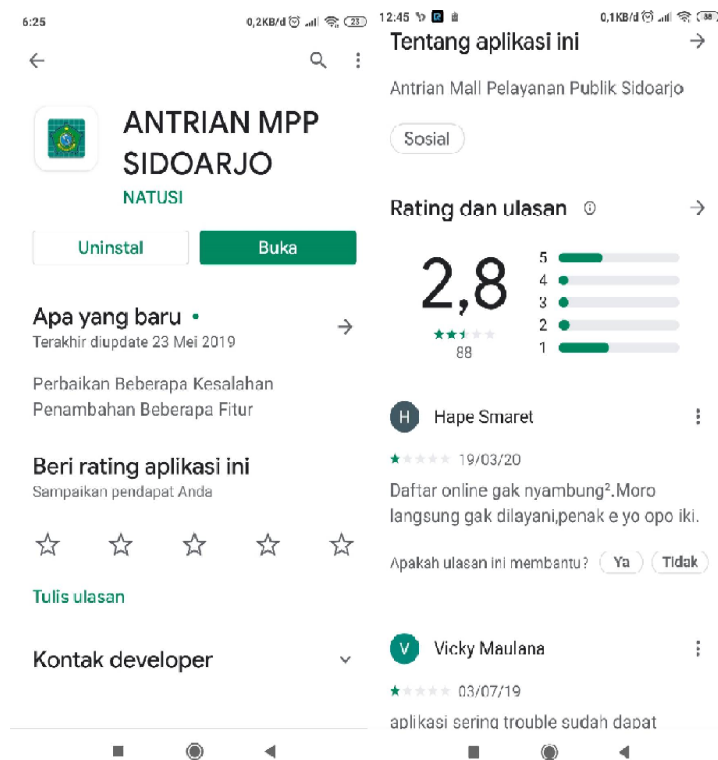 6:25
0,2KB/d
23
ANTRIAN MPP
SIDOARJO
NATUSI
Uninstal
Buka
Apa yang baru
Terakhir diupdate 23 Mei 2019
Perbaikan Beberapa Kesalahan
Penambahan Beberapa Fitur
Beri rating aplikasi ini
Sampaikan pendapat Anda
Tulis ulasan
Kontak developer
12:45
0,1KB/d
88
Tentang aplikasi ini
Antrian Mall Pelayanan Publik Sidoarjo
Sosial
Rating dan ulasan
2,8
88
5
4
3
2
1
H
Hape Smaret
19/03/20
Daftar online gak nyambung².Moro
langsung gak dilayani,penak e yo opo iki.
Apakah ulasan ini membantu?
Ya
Tidak
V
Vicky Maulana
03/07/19
aplikasi sering trouble sudah dapat